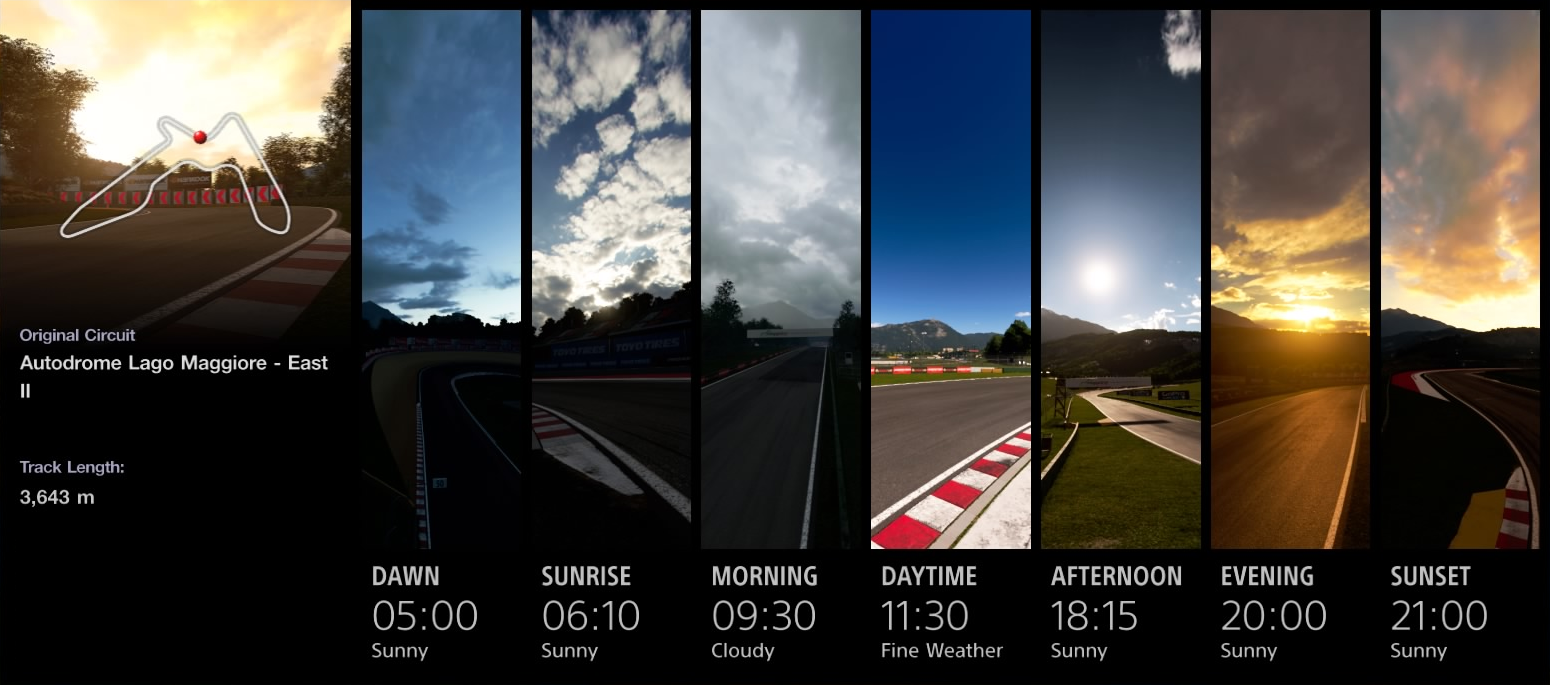 Original Circuit
Autodrome Lago Maggiore - East
II
Track Length:
3,643 m
TOYO TIRES TOYO TIRES
DAWN
05:00
Sunny
SUNRISE
06:10
Sunny
MORNING
09:30
Cloudy
DAYTIME
11:30
Fine Weather
AFTERNOON
18:15
Sunny
EVENING
20:00
Sunny
SUNSET
21:00
Sunny